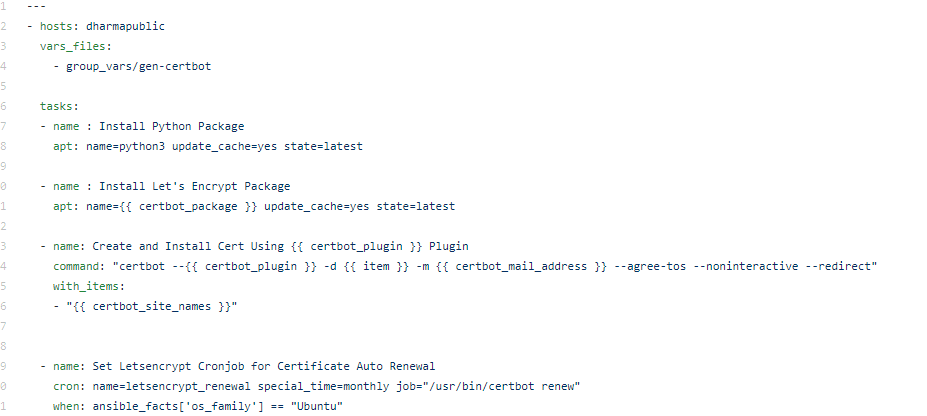 1 ---
2 - hosts: dharmapublic
3 vars_files:
4 - group_vars/gen-certbot
5
6 tasks:
7 - name : Install Python Package
8 apt: name=python3 update_cache=yes state=latest
9
0 - name : Install Let's Encrypt Package
1 apt: name={{ certbot_package }} update_cache=yes state=latest
2
3 - name: Create and Install Cert Using {{ certbot_plugin }} Plugin
4 command: "certbot --{{ certbot_plugin }} -d {{ item }} -m {{ certbot_mail_address }} --agree-tos --noninteractive --redirect"
5 with_items:
6 - "{{ certbot_site_names }}"
7
8
9 - name: Set Letsencrypt Cronjob for Certificate Auto Renewal
0 cron: name=letsencrypt_renewal special_time=monthly job="/usr/bin/certbot renew"
1 when: ansible_facts['os_family'] == "Ubuntu"